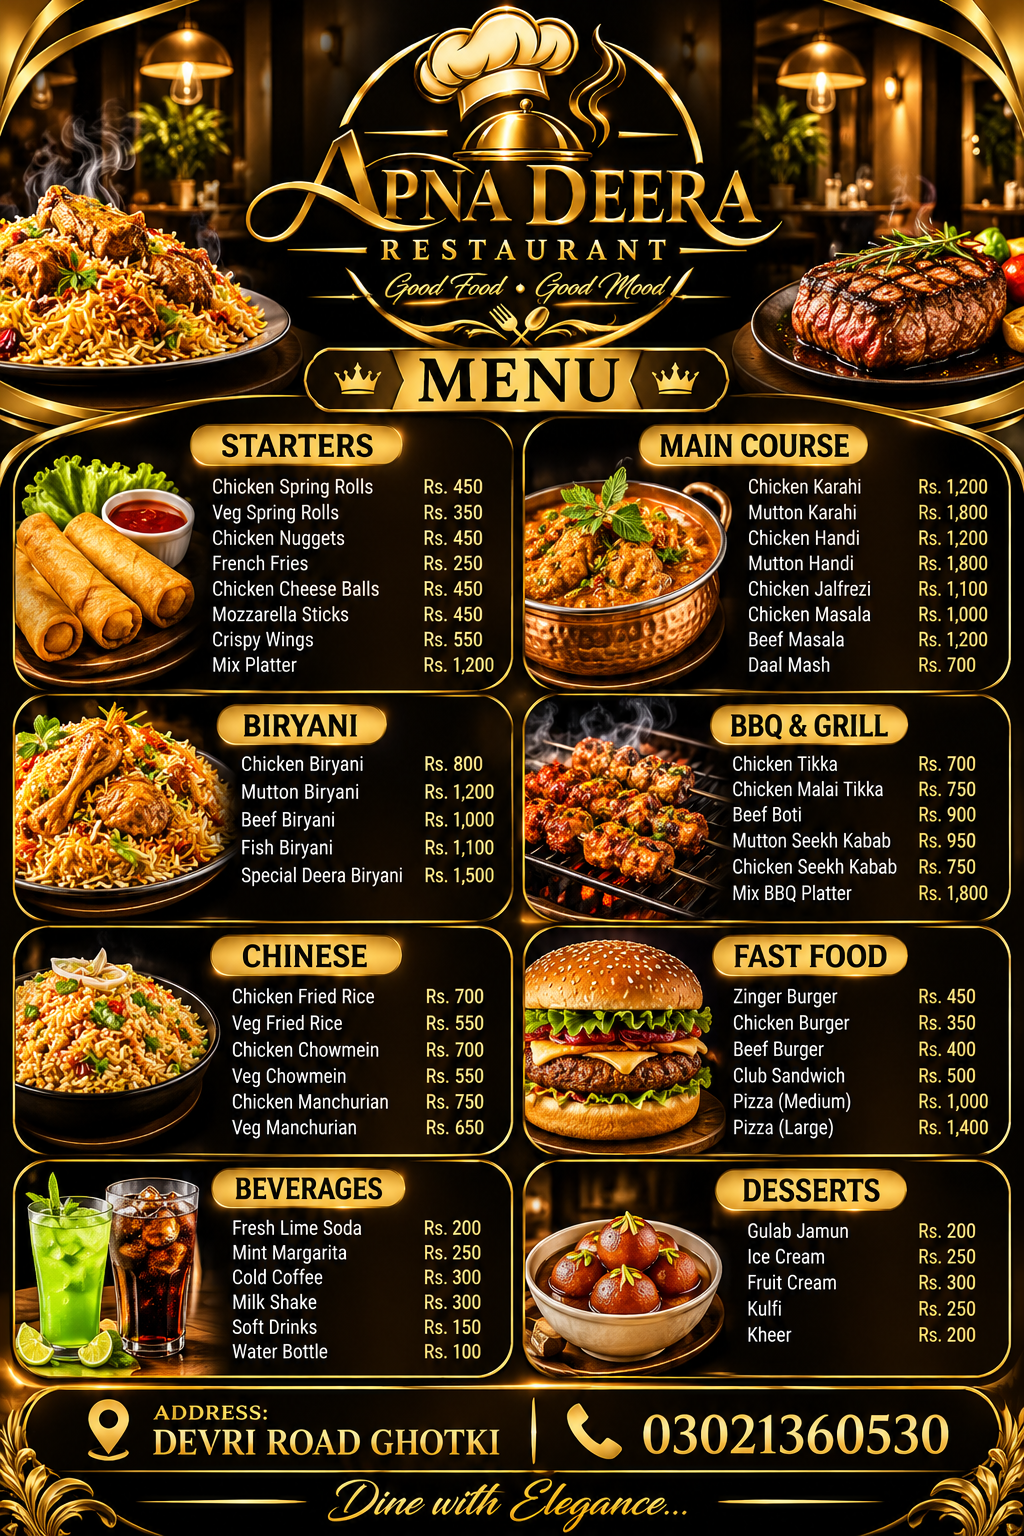 APNA DEERA
RESTAURANT
Good Food • Good Mood
MENU
STARTERS
Chicken Spring Rolls Rs. 450
Veg Spring Rolls Rs. 350
Chicken Nuggets Rs. 450
French Fries Rs. 250
Chicken Cheese Balls Rs. 450
Mozzarella Sticks Rs. 450
Crispy Wings Rs. 550
Mix Platter Rs. 1,200
MAIN COURSE
Chicken Karahi Rs. 1,200
Mutton Karahi Rs. 1,800
Chicken Handi Rs. 1,200
Mutton Handi Rs. 1,800
Chicken Jalfrezi Rs. 1,100
Chicken Masala Rs. 1,000
Beef Masala Rs. 1,200
Daal Mash Rs. 700
BIRYANI
Chicken Biryani Rs. 800
Mutton Biryani Rs. 1,200
Beef Biryani Rs. 1,000
Fish Biryani Rs. 1,100
Special Deera Biryani Rs. 1,500
BBQ & GRILL
Chicken Tikka Rs. 700
Chicken Malai Tikka Rs. 750
Beef Boti Rs. 900
Mutton Seekh Kabab Rs. 950
Chicken Seekh Kabab Rs. 750
Mix BBQ Platter Rs. 1,800
CHINESE
Chicken Fried Rice Rs. 700
Veg Fried Rice Rs. 550
Chicken Chowmein Rs. 700
Veg Chowmein Rs. 550
Chicken Manchurian Rs. 750
Veg Manchurian Rs. 650
FAST FOOD
Zinger Burger Rs. 450
Chicken Burger Rs. 350
Beef Burger Rs. 400
Club Sandwich Rs. 500
Pizza (Medium) Rs. 1,000
Pizza (Large) Rs. 1,400
BEVERAGES
Fresh Lime Soda Rs. 200
Mint Margarita Rs. 250
Cold Coffee Rs. 300
Milk Shake Rs. 300
Soft Drinks Rs. 150
Water Bottle Rs. 100
DESSERTS
Gulab Jamun Rs. 200
Ice Cream Rs. 250
Fruit Cream Rs. 300
Kulfi Rs. 250
Kheer Rs. 200
ADDRESS:
DEVRI ROAD GHOTKI
03021360530
Dine with Elegance...